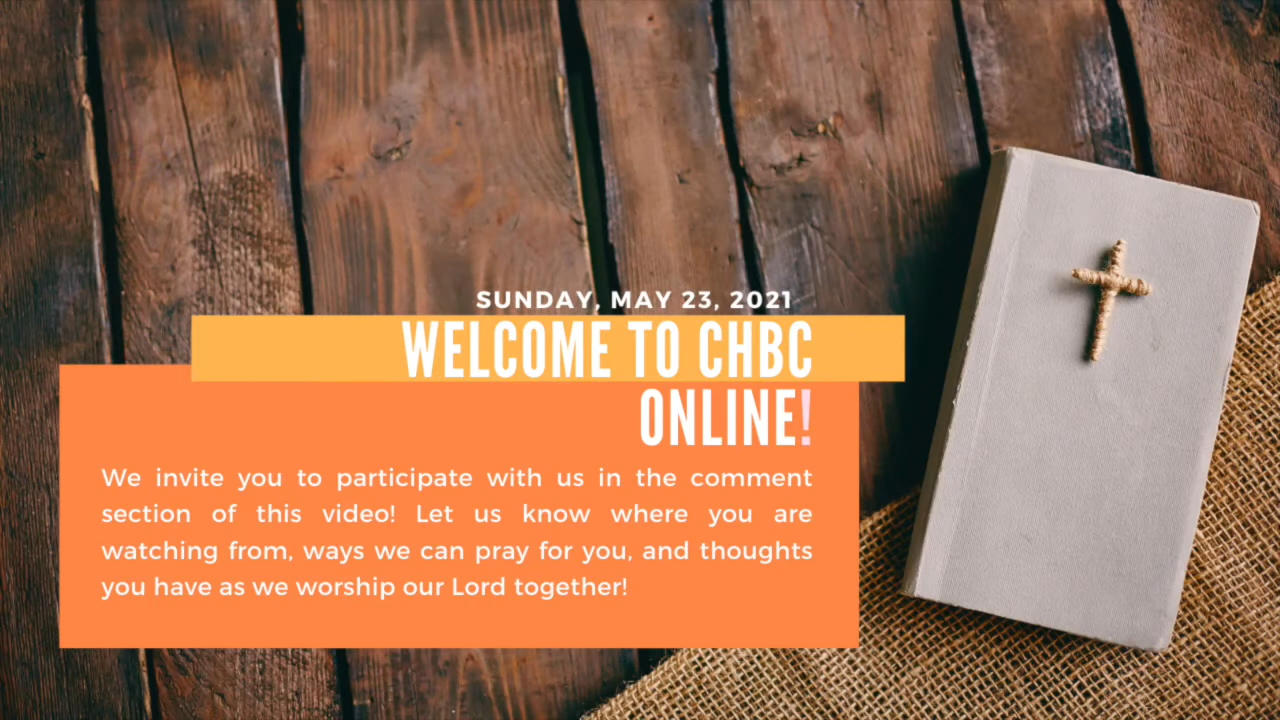 SUNDAY, MAY 23, 2021
WELCOME TO CHBC
ONLINE!
We invite you to participate with us in the comment
section of this video! Let us know where you are
watching from, ways we can pray for you, and thoughts
you have as we worship our Lord together!